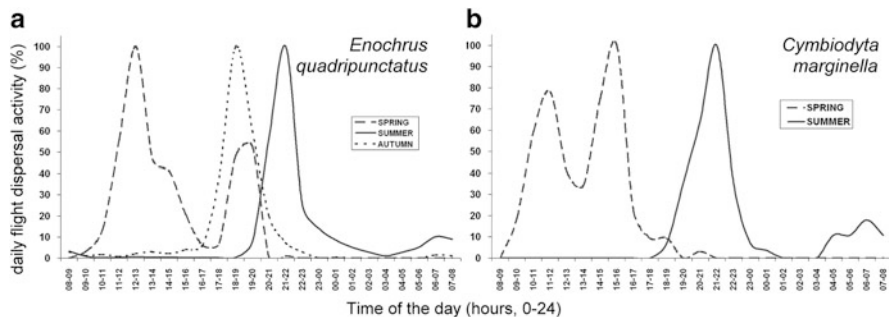 a
b
Enochrus
quadripunctatus
Cymbiodyta
marginella
daily flight dispersal activity (%)
100
90
80
70
60
50
40
30
20
10
0
SPRING
SUMMER
AUTUMN
100
90
80
70
60
50
40
30
20
10
0
SPRING
SUMMER
08-09 09-10 10-11 11-12 12-13 13-14 14-15 15-16 16-17 17-18 18-19 19-20 20-21 21-22 22-23 23-00 00-01 01-02 02-03 03-04 04-05 05-06 06-07 07-08
08-09 09-10 10-11 11-12 12-13 13-14 14-15 15-16 16-17 17-18 18-19 19-20 20-21 21-22 22-23 23-00 00-01 01-02 02-03 03-04 04-05 05-06 06-07 07-08
Time of the day (hours, 0-24)